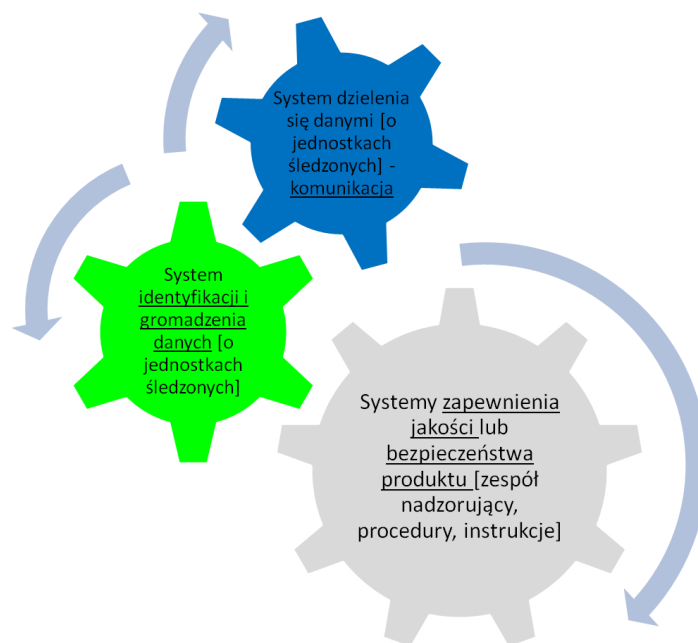 System dzielenia
się danymi [o
jednostkach
śledzonych] -
komunikacja
System
identyfikacji i
gromadzenia
danych [o
jednostkach
śledzonych]
Systemy zapewnienia
jakości lub
bezpieczeństwa
produktu [zespół
nadzorujący,
procedury, instrukcje]